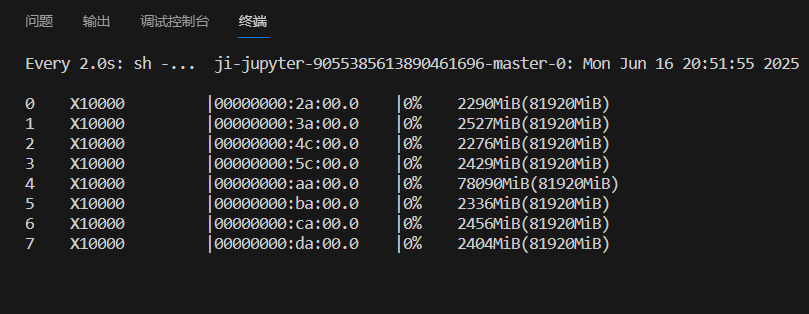 问题 输出 调试控制台 终端
Every 2.0s: sh -...  ji-jupyter-9055385613890461696-master-0: Mon Jun 16 20:51:55 2025
0    X10000         |00000000:2a:00.0    |0%    2290MiB(81920MiB)
1    X10000         |00000000:3a:00.0    |0%    2527MiB(81920MiB)
2    X10000         |00000000:4c:00.0    |0%    2276MiB(81920MiB)
3    X10000         |00000000:5c:00.0    |0%    2429MiB(81920MiB)
4    X10000         |00000000:aa:00.0    |0%    78090MiB(81920MiB)
5    X10000         |00000000:ba:00.0    |0%    2336MiB(81920MiB)
6    X10000         |00000000:ca:00.0    |0%    2456MiB(81920MiB)
7    X10000         |00000000:da:00.0    |0%    2404MiB(81920MiB)